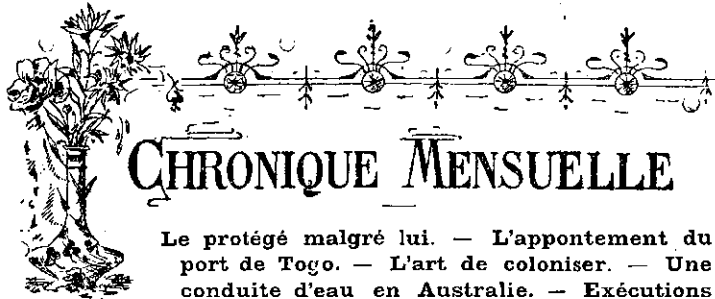 CHRONIQUE MENSUELLE
Le protégé malgré lui. — L'appontement du
port de Togo. — L'art de coloniser. — Une
conduite d'eau en Australie. — Exécutions